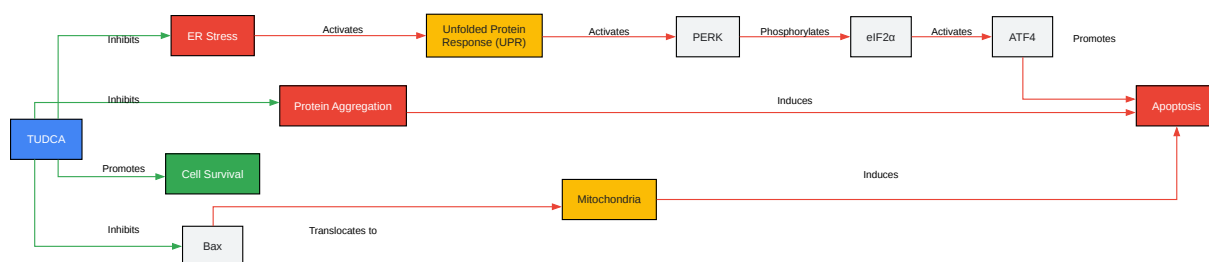 Inhibits
ER Stress
Activates
Unfolded Protein
Response (UPR)
Activates
PERK
Phosphorylates
eIF2α
Activates
ATF4
Promotes
Inhibits
Protein Aggregation
Induces
Apoptosis
TUDCA
Promotes
Cell Survival
Mitochondria
Induces
Inhibits
Bax
Translocates to